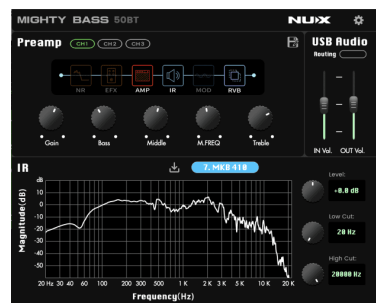 MIGHTY BASS 50BT
NUX
Preamp
CH1
CH2
CH3
USB Audio
Routing
NR
EFX
AMP
IR
MOD
RVB
Gain
Bass
Middle
M.FREQ
Treble
IN Vol.
OUT Vol.
IR
7. MKB 410
dB
10
0
-10
-20
-30
-40
-50
Magnitude(dB)
20 Hz 30 40 60 100 200 300 500 1 K 2 K 3 K 5 K 10 K 20 K
Frequency(Hz)
Level:
+0.0 dB
Low Cut:
20 Hz
High Cut:
20000 Hz